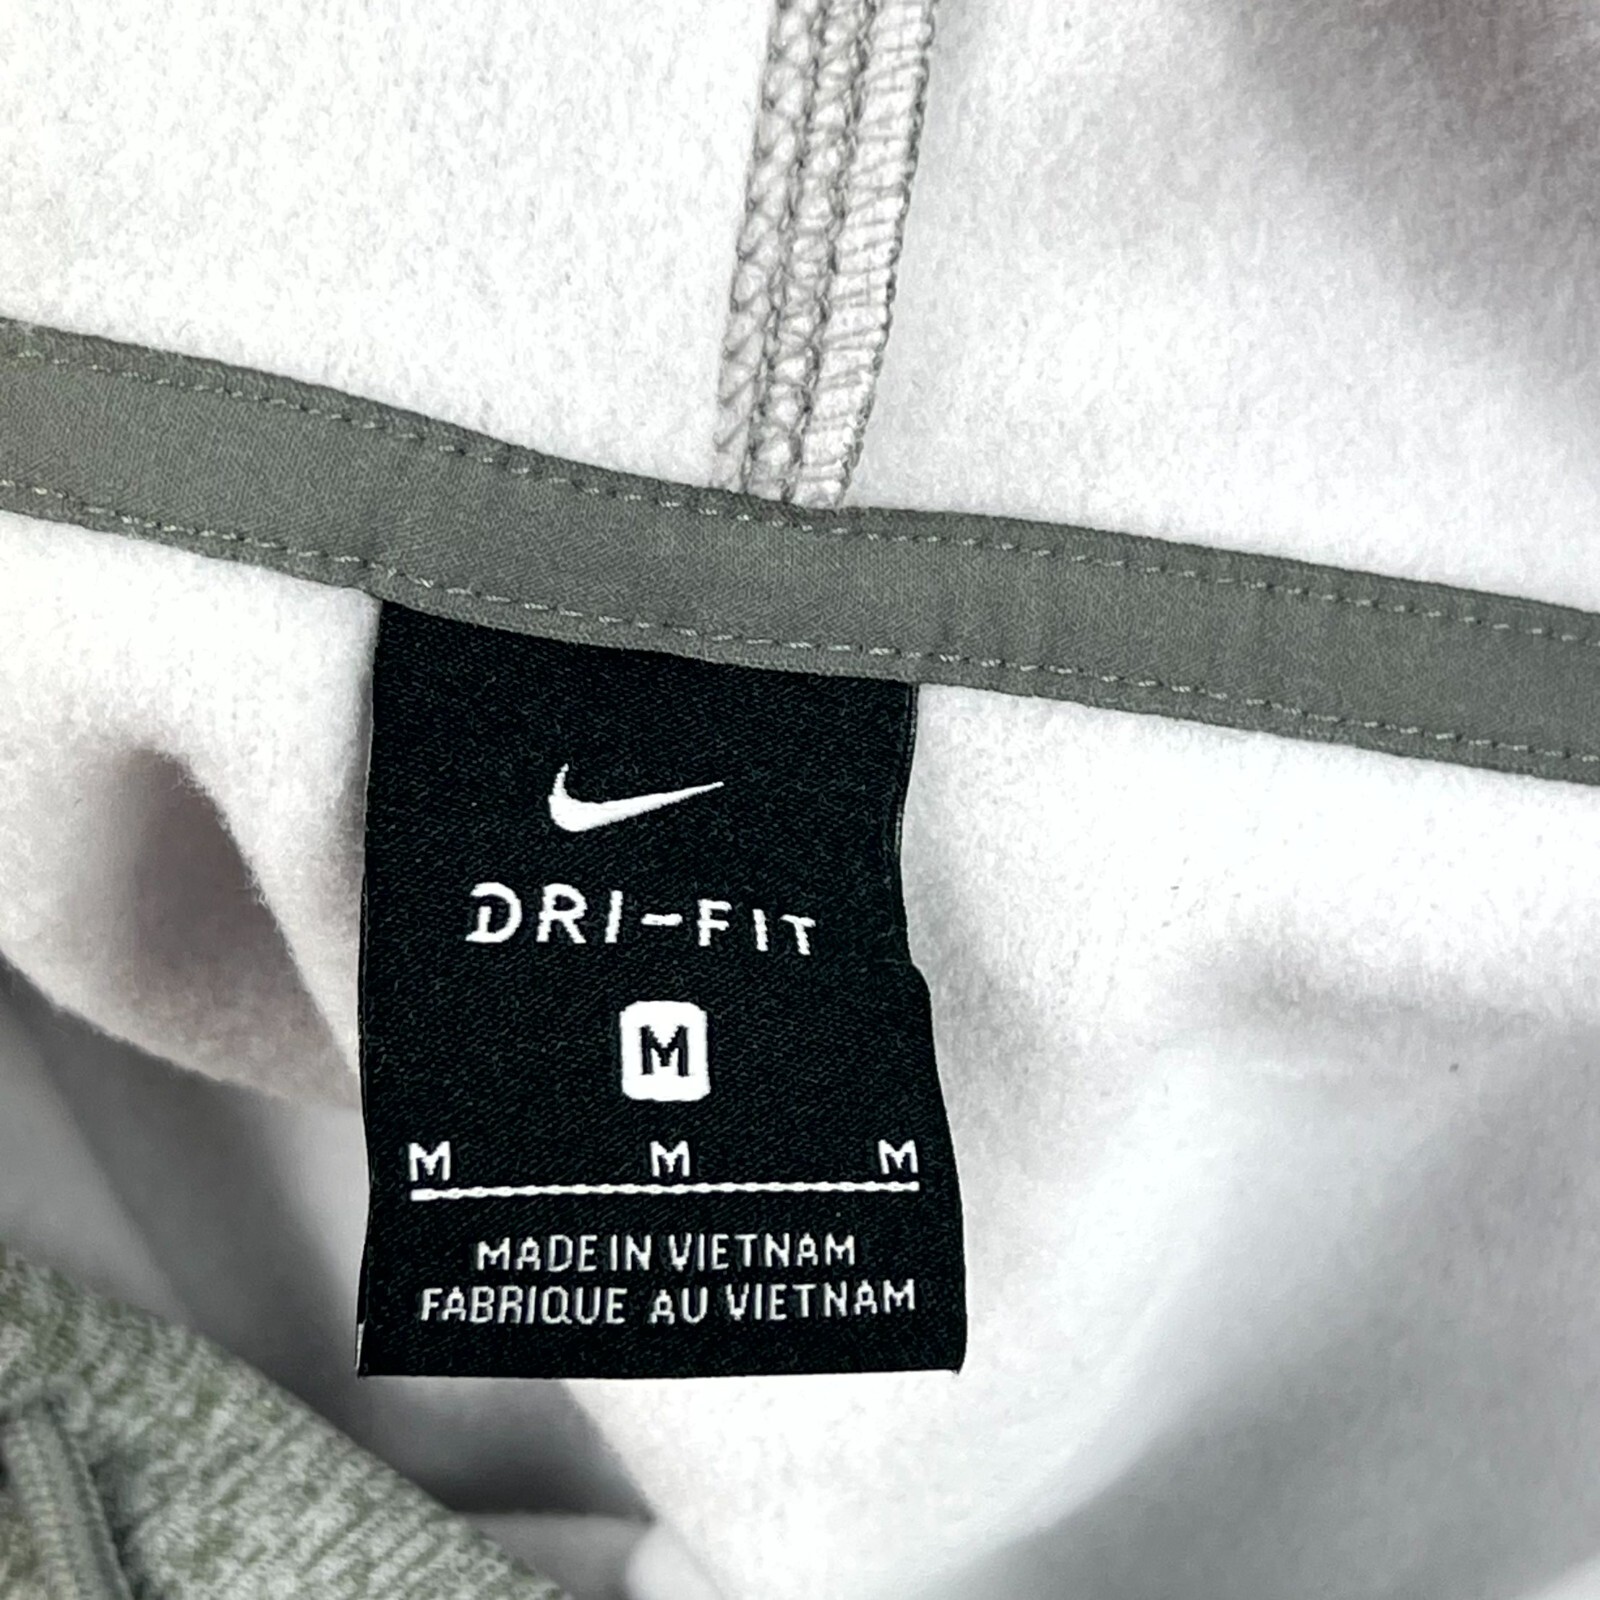 DRI-FIT
M
M M M
MADE IN VIETNAM
FABRIQUE AU VIETNAM